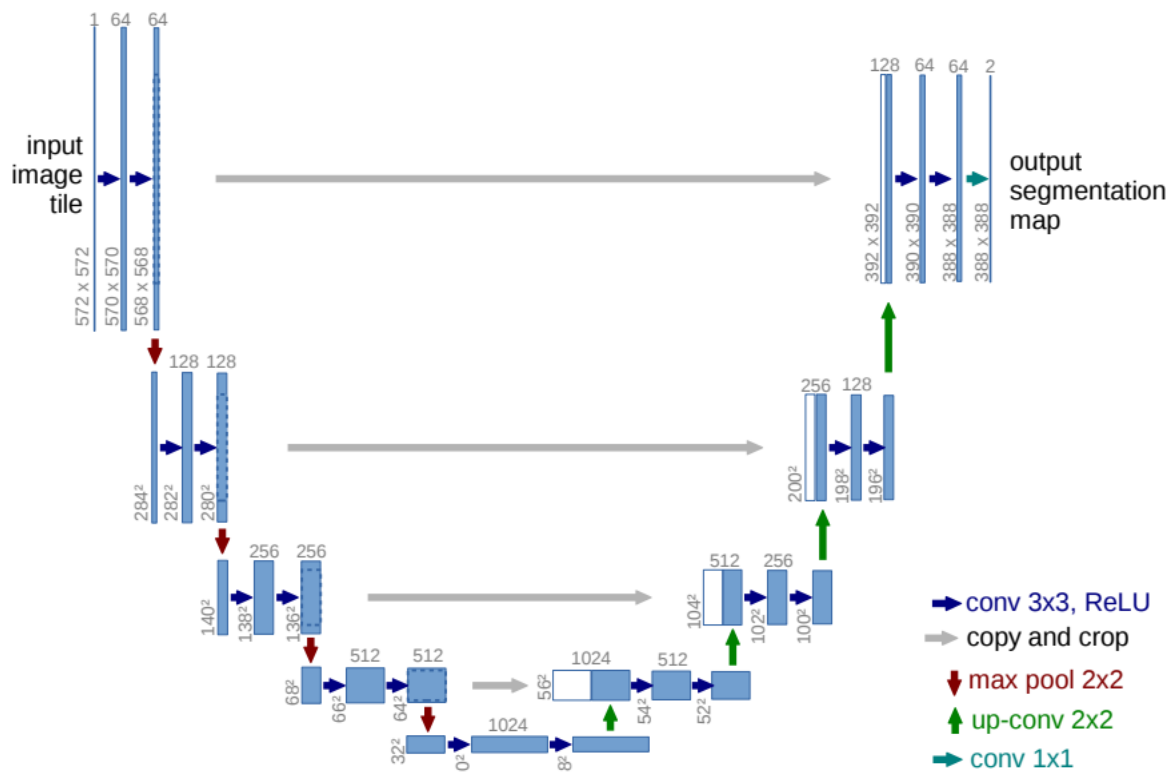 1 64 64
input
image
tile
572 x 572
570 x 570
568 x 568
128 64 64 2
output
segmentation
map
392 x 392
390 x 390
388 x 388
388 x 388
128 128
284²
282²
280²
256 128
200²
198²
196²
256 256
140²
138²
136²
512 256
104²
102²
100²
512 512
68²
66²
64²
1024 512
56²
54²
52²
1024
32²
0²
8²
conv 3x3, ReLU
copy and crop
max pool 2x2
up-conv 2x2
conv 1x1